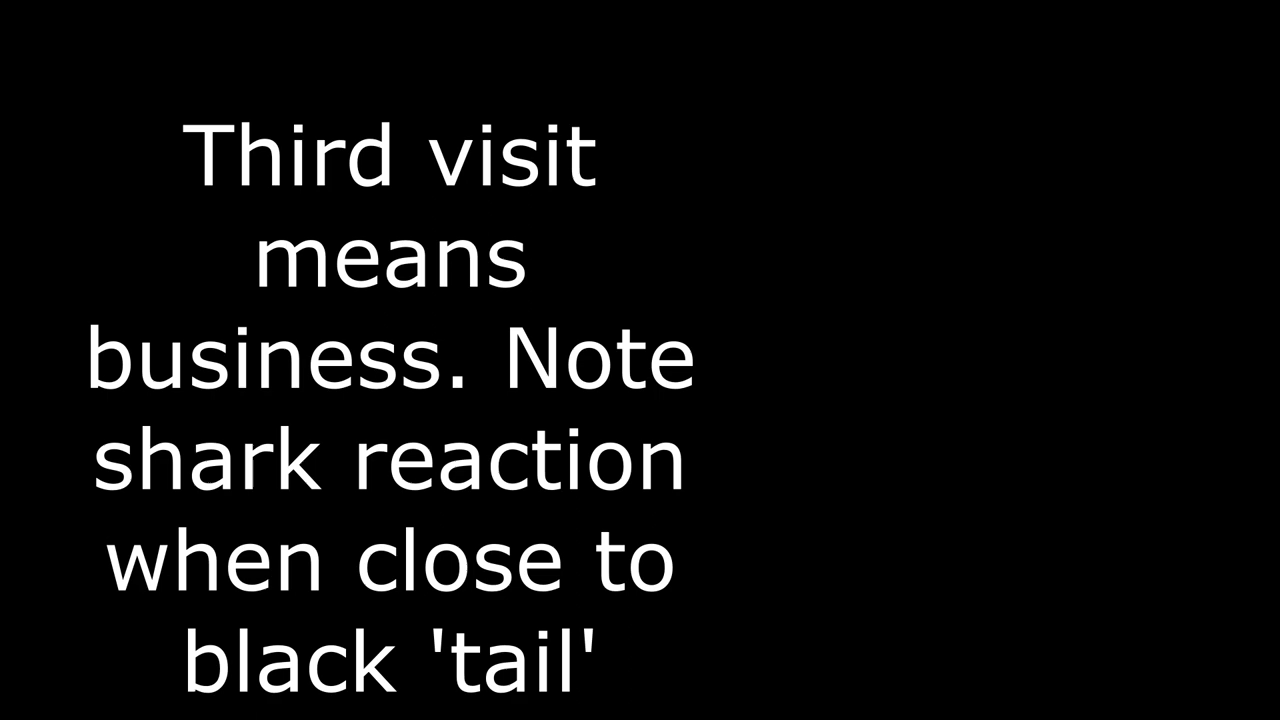 Third visit
means
business. Note
shark reaction
when close to
black 'tail'